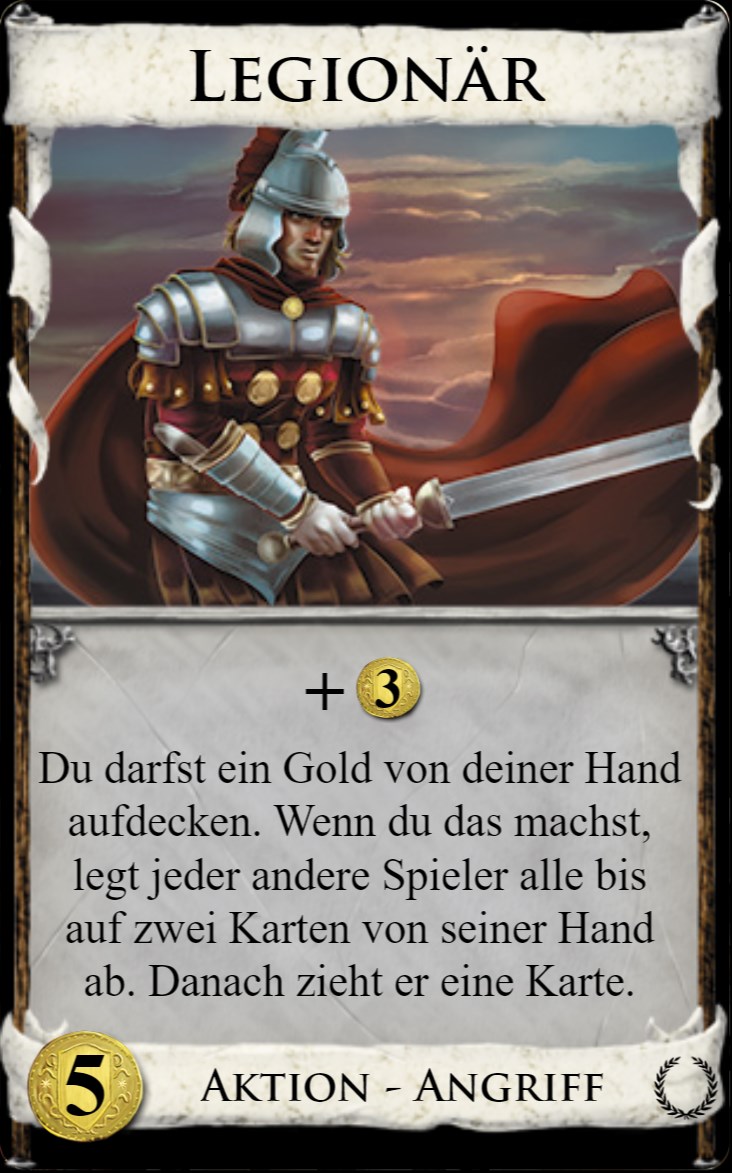 Legionär
+ 3
Du darfst ein Gold von deiner Hand
aufdecken. Wenn du das machst,
legt jeder andere Spieler alle bis
auf zwei Karten von seiner Hand
ab. Danach zieht er eine Karte.
5 Aktion - Angriff